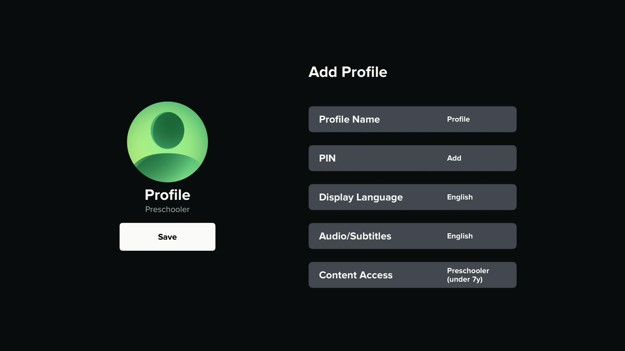 Add Profile
Profile
Preschooler
Save
Profile Name Profile
PIN Add
Display Language English
Audio/Subtitles English
Content Access Preschooler
(under 7y)